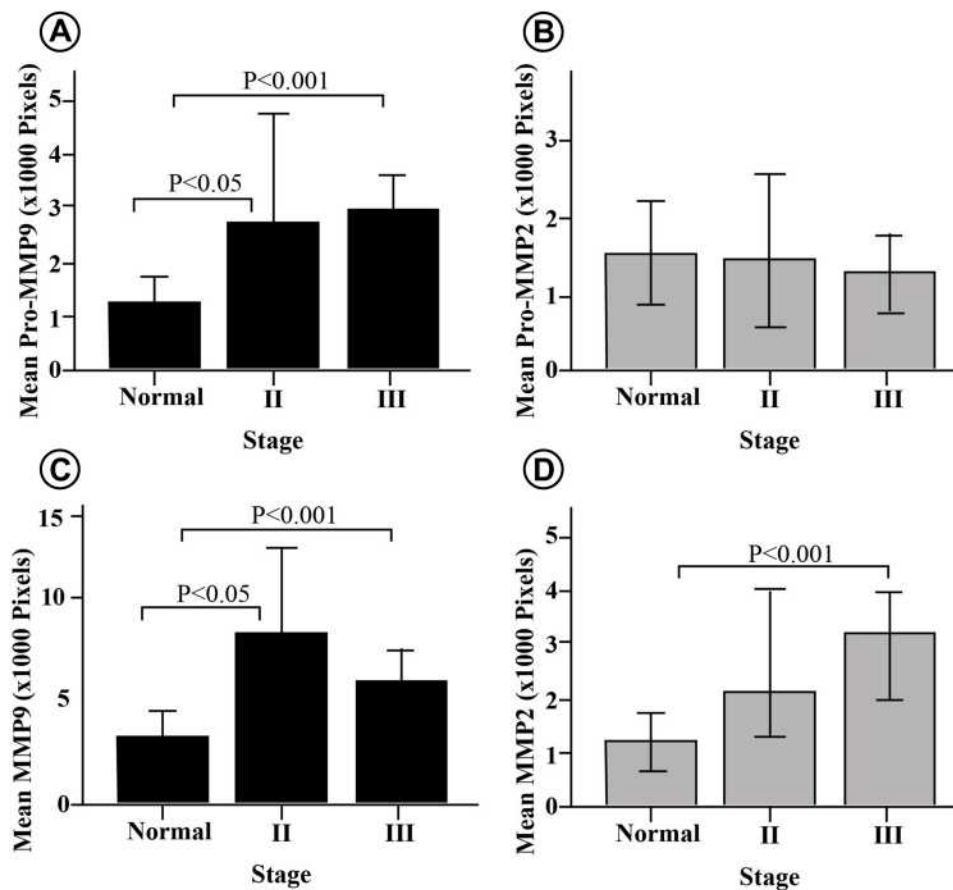 A
Mean Pro-MMP9 (x1000 Pixels)
5
4
3
2
1
0
P<0.001
P<0.05
Normal II III
Stage
B
Mean Pro-MMP2 (x1000 Pixels)
3
2
1
0
Normal II III
Stage
C
Mean MMP9 (x1000 Pixels)
15
10
5
0
P<0.001
P<0.05
Normal II III
Stage
D
Mean MMP2 (x1000 Pixels)
5
4
3
2
1
0
P<0.001
Normal II III
Stage